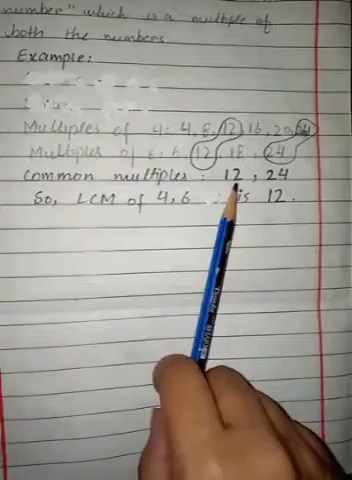 number" which is a multiple of
both the numbers
Example:
Multiples of 4: 4, 8, 12, 16, 20, 24
Multiples of 6: 6, 12, 18, 24
Common multiples : 12, 24
So, LCM of 4, 6 is 12.